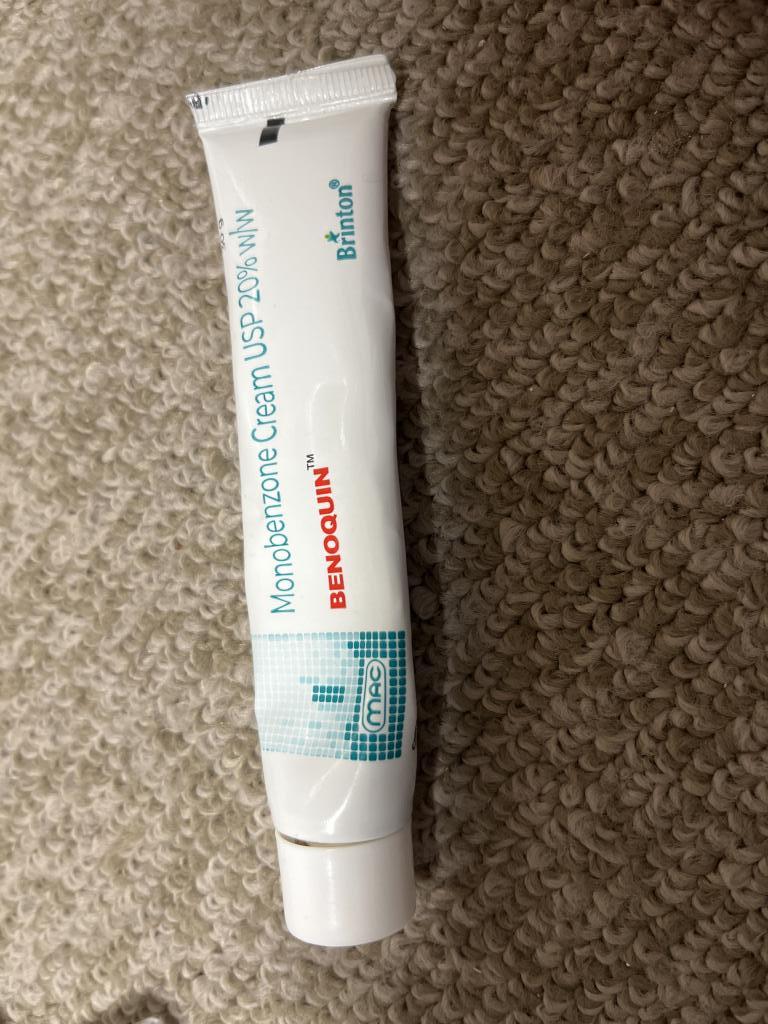 Monobenzone Cream USP 20% w/w
BENOQUIN™
Brinton®
MAC